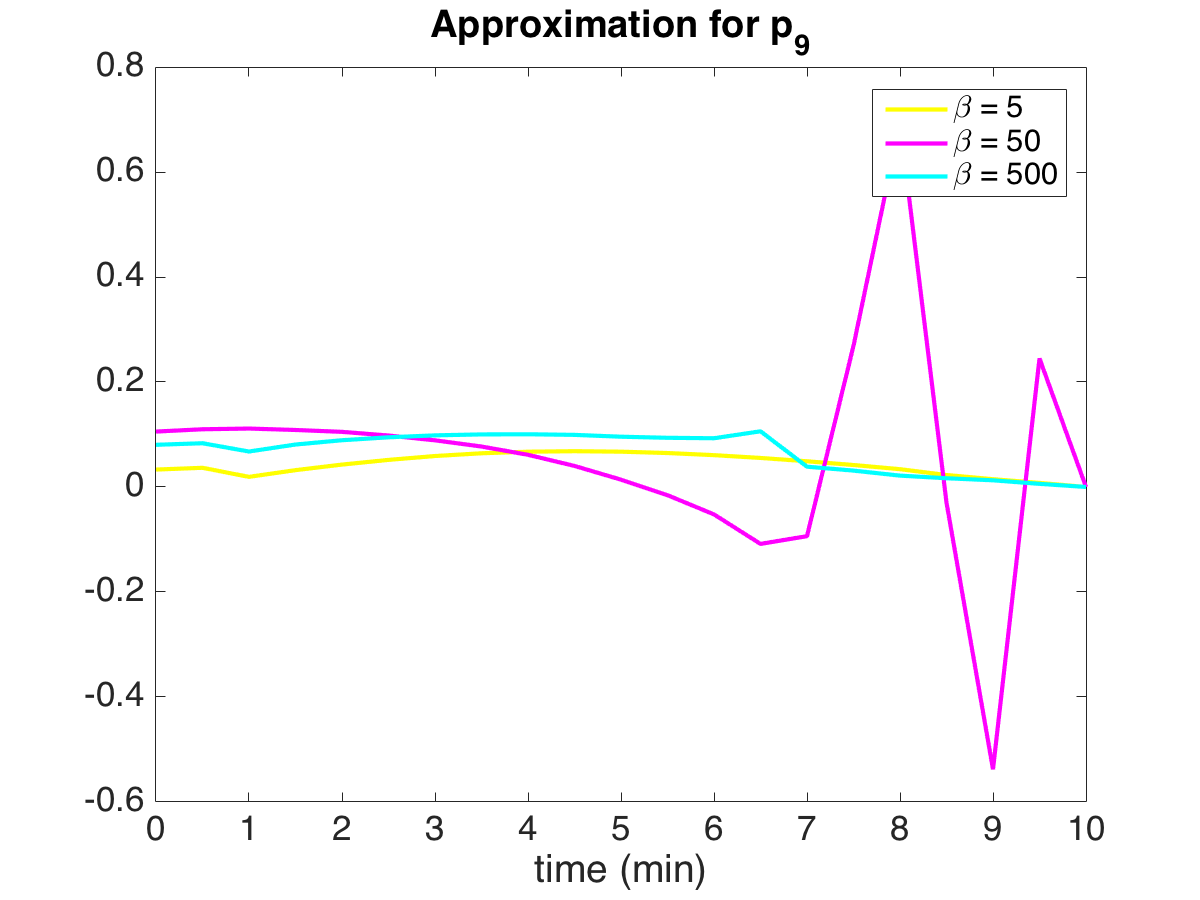 Approximation for p9
0.8
0.6
0.4
0.2
0
-0.2
-0.4
-0.6
β = 5
β = 50
β = 500
0 1 2 3 4 5 6 7 8 9 10
time (min)